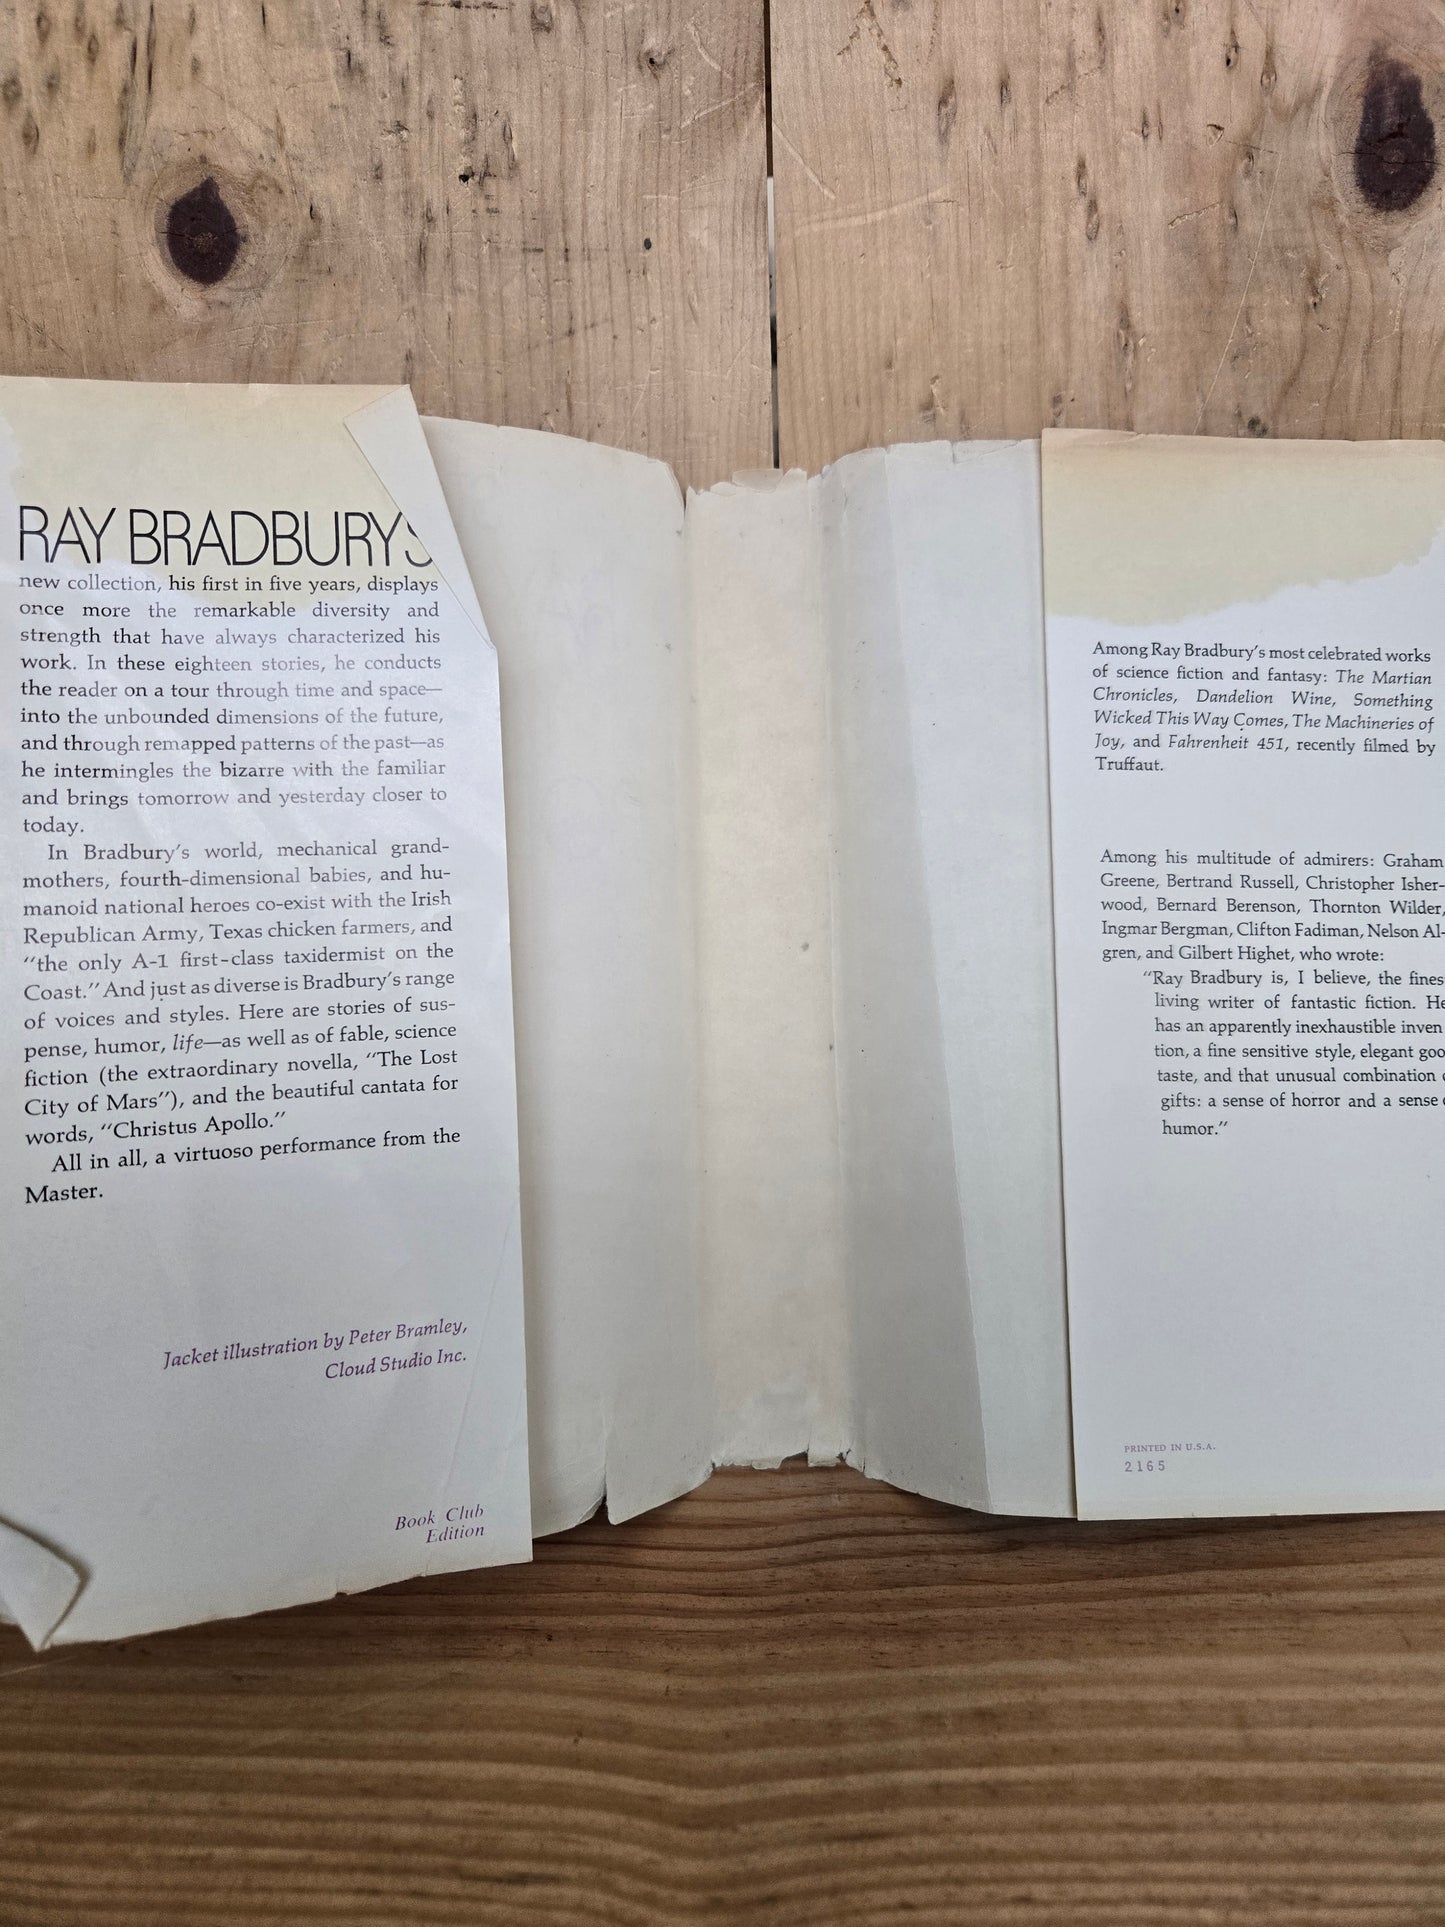 RAY BRADBURY'S
new collection, his first in five years, displays
once more the remarkable diversity and
strength that have always characterized his
work. In these eighteen stories, he conducts
the reader on a tour through time and space—
into the unbounded dimensions of the future,
and through remapped patterns of the past—as
he intermingles the bizarre with the familiar
and brings tomorrow and yesterday closer to
today.
In Bradbury's world, mechanical grand-
mothers, fourth-dimensional babies, and hu-
manoid national heroes co-exist with the Irish
Republican Army, Texas chicken farmers, and
"the only A-1 first-class taxidermist on the
Coast." And just as diverse is Bradbury's range
of voices and styles. Here are stories of sus-
pense, humor, life—as well as of fable, science
fiction (the extraordinary novella, "The Lost
City of Mars"), and the beautiful cantata for
words, "Christus Apollo."
All in all, a virtuoso performance from the
Master.
Jacket illustration by Peter Bramley,
Cloud Studio Inc.
Book Club
Edition
Among Ray Bradbury's most celebrated works
of science fiction and fantasy: The Martian
Chronicles, Dandelion Wine, Something
Wicked This Way Comes, The Machineries of
Joy, and Fahrenheit 451, recently filmed by
Truffaut.
Among his multitude of admirers: Graham
Greene, Bertrand Russell, Christopher Isher-
wood, Bernard Berenson, Thornton Wilder,
Ingmar Bergman, Clifton Fadiman, Nelson Al-
gren, and Gilbert Highet, who wrote:
"Ray Bradbury is, I believe, the fines
living writer of fantastic fiction. He
has an apparently inexhaustible inven
tion, a fine sensitive style, elegant goo
taste, and that unusual combination
gifts: a sense of horror and a sense
humor."
PRINTED IN U.S.A.
2165